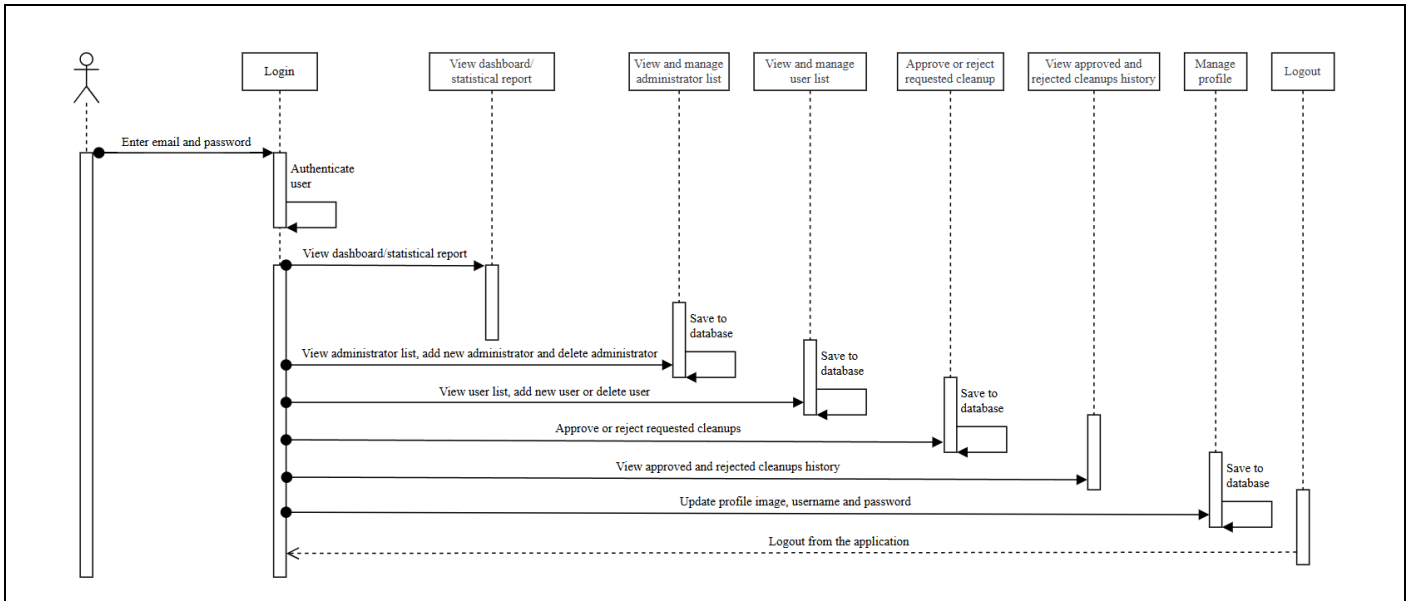 Login
View dashboard/
statistical report
View and manage
administrator list
View and manage
user list
Approve or reject
requested cleanup
View approved and
rejected cleanups history
Manage
profile
Logout
Enter email and password
Authenticate
user
View dashboard/statistical report
Save to
database
View administrator list, add new administrator and delete administrator
Save to
database
View user list, add new user or delete user
Save to
database
Approve or reject requested cleanups
View approved and rejected cleanups history
Save to
database
Update profile image, username and password
Logout from the application